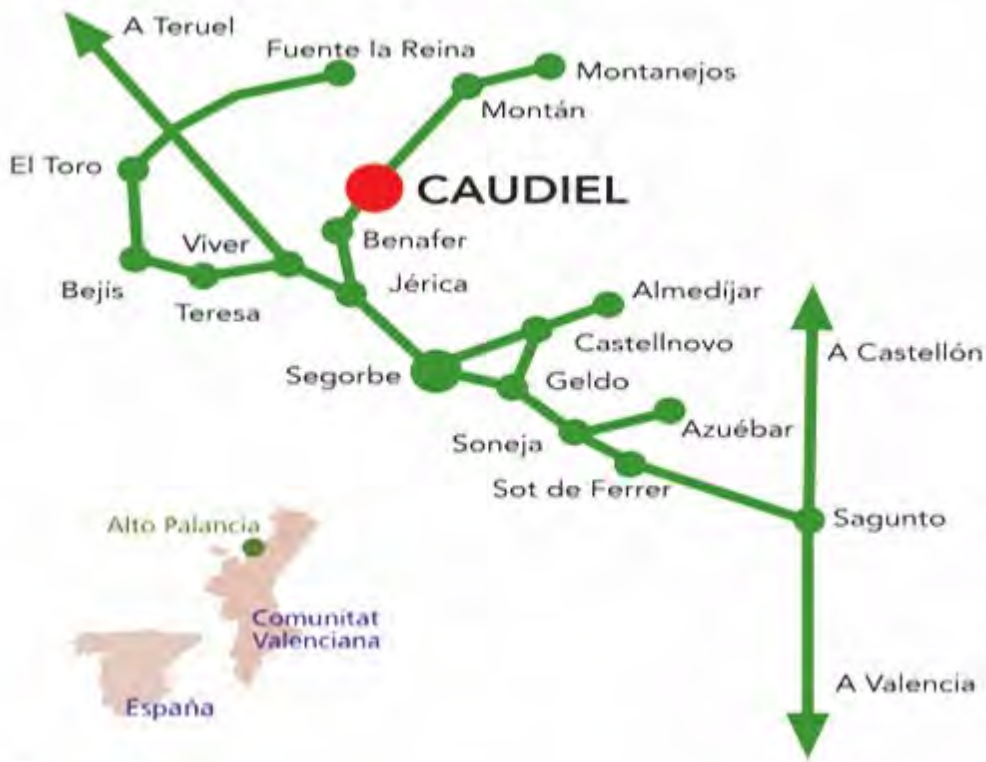 A Teruel
Fuente la Reina
Montanejos
Montán
El Toro
CAUDIEL
Viver
Benafer
Bejís
Teresa
Jérica
Almedíjar
Castellnovo
A Castellón
Segorbe
Geldo
Soneja
Azuébar
Sot de Ferrer
Sagunto
Alto Palancia
Comunitat
Valenciana
España
A Valencia